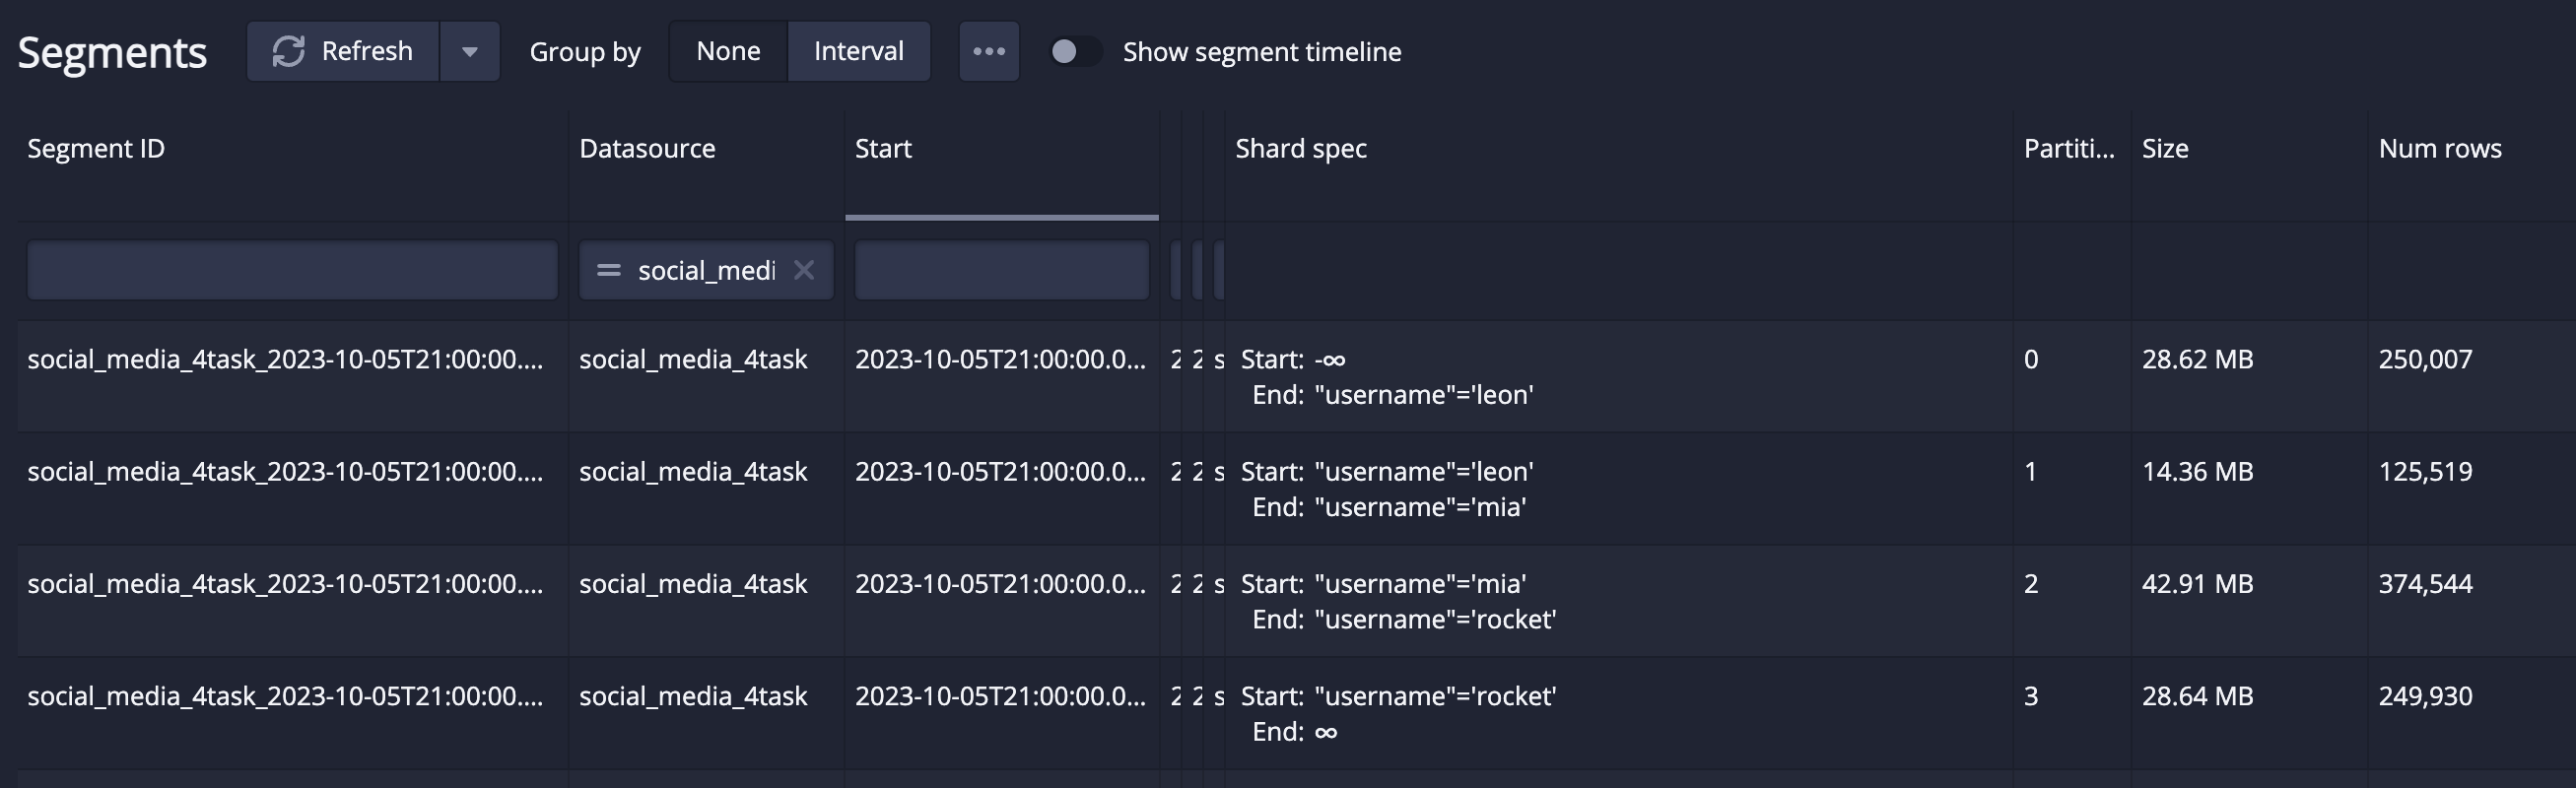 Segments Refresh Group by None Interval ••• Show segment timeline
Segment ID Datasource Start Shard spec Partiti... Size Num rows
= social_medi
social_media_4task_2023-10-05T21:00:00.... social_media_4task 2023-10-05T21:00:00.0... 2 2 s Start: -∞ 0 28.62 MB 250,007
End: "username"='leon'
social_media_4task_2023-10-05T21:00:00.... social_media_4task 2023-10-05T21:00:00.0... 2 2 s Start: "username"='leon' 1 14.36 MB 125,519
End: "username"='mia'
social_media_4task_2023-10-05T21:00:00.... social_media_4task 2023-10-05T21:00:00.0... 2 2 s Start: "username"='mia' 2 42.91 MB 374,544
End: "username"='rocket'
social_media_4task_2023-10-05T21:00:00.... social_media_4task 2023-10-05T21:00:00.0... 2 2 s Start: "username"='rocket' 3 28.64 MB 249,930
End: ∞